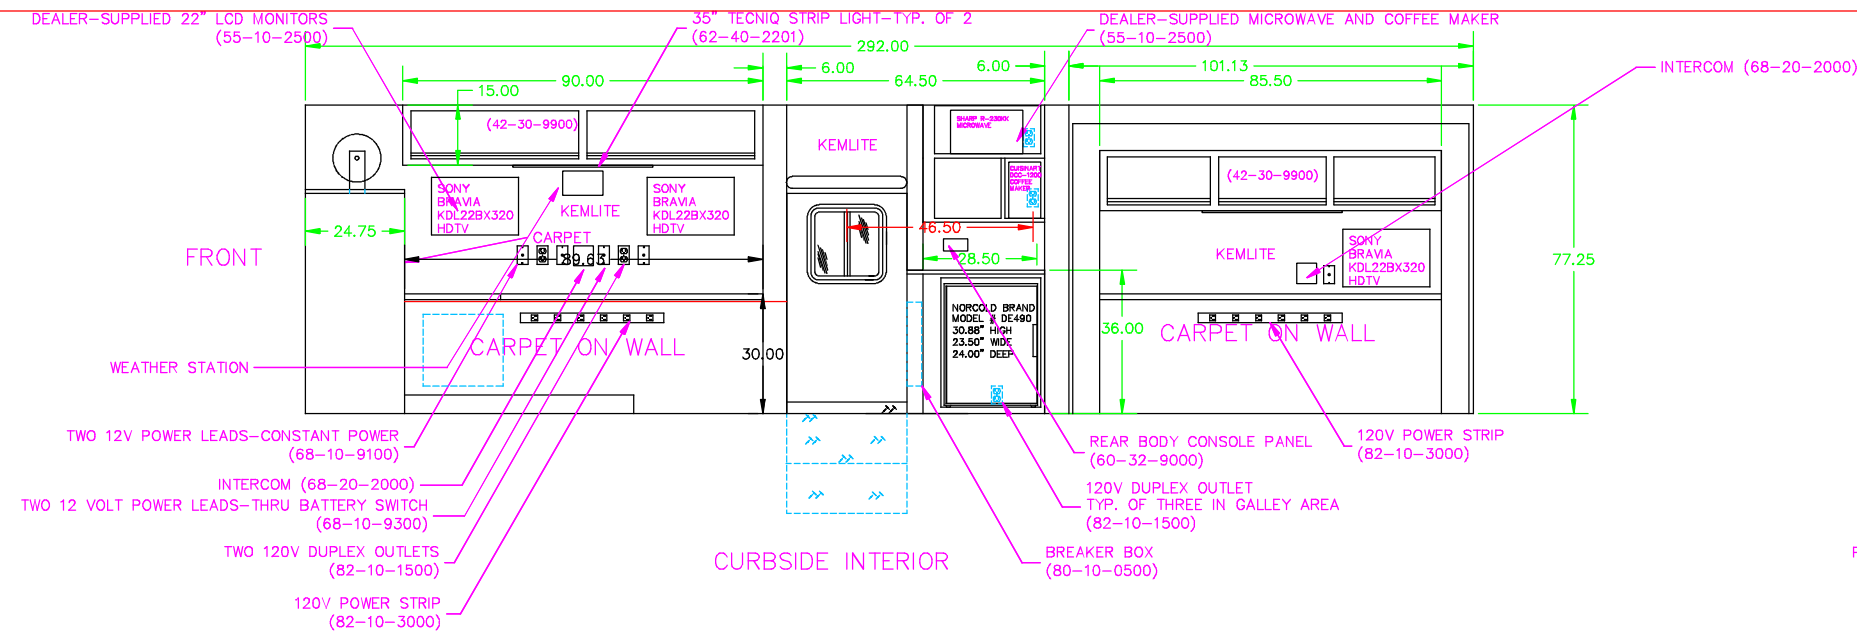 DEALER-SUPPLIED 22" LCD MONITORS
(55-10-2500)
35" TECNIQ STRIP LIGHT-TYP. OF 2
(62-40-2201)
DEALER-SUPPLIED MICROWAVE AND COFFEE MAKER
(55-10-2500)
292.00
6.00
6.00
101.13
INTERCOM (68-20-2000)
90.00
64.50
85.50
15.00
(42-30-9900)
SHARP R-230KK
MICROWAVE
KEMLITE
CUISINART
DCC-1200
COFFEE
MAKER
(42-30-9900)
SONY
BRAVIA
KDL22BX320
HDTV
KEMLITE
SONY
BRAVIA
KDL22BX320
HDTV
24.75
CARPET
46.50
FRONT
89.63
28.50
KEMLITE
SONY
BRAVIA
KDL22BX320
HDTV
77.25
NORCOLD BRAND
MODEL # DE490
30.88" HIGH
23.50" WIDE
24.00" DEEP
36.00
CARPET ON WALL
CARPET ON WALL
30.00
WEATHER STATION
TWO 12V POWER LEADS-CONSTANT POWER
(68-10-9100)
REAR BODY CONSOLE PANEL
(60-32-9000)
120V POWER STRIP
(82-10-3000)
INTERCOM (68-20-2000)
TWO 12 VOLT POWER LEADS-THRU BATTERY SWITCH
(68-10-9300)
120V DUPLEX OUTLET
TYP. OF THREE IN GALLEY AREA
(82-10-1500)
TWO 120V DUPLEX OUTLETS
(82-10-1500)
CURBSIDE INTERIOR
BREAKER BOX
(80-10-0500)
120V POWER STRIP
(82-10-3000)